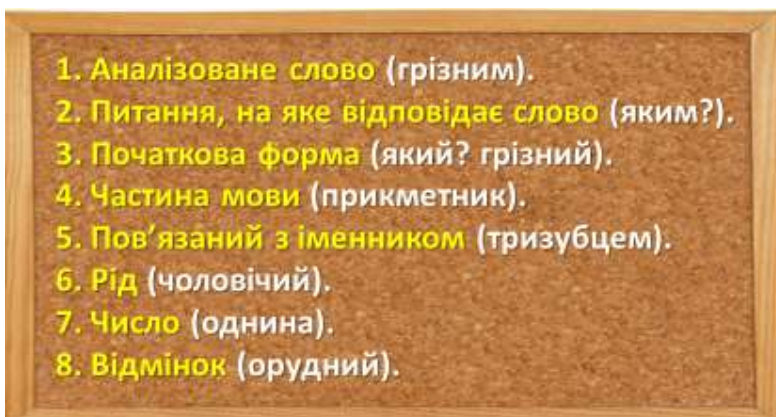 1. Аналізоване слово (грізним).
2. Питання, на яке відповідає слово (яким?).
3. Початкова форма (який? грізний).
4. Частина мови (прикметник).
5. Пов’язаний з іменником (тризубцем).
6. Рід (чоловічий).
7. Число (однина).
8. Відмінок (орудний).